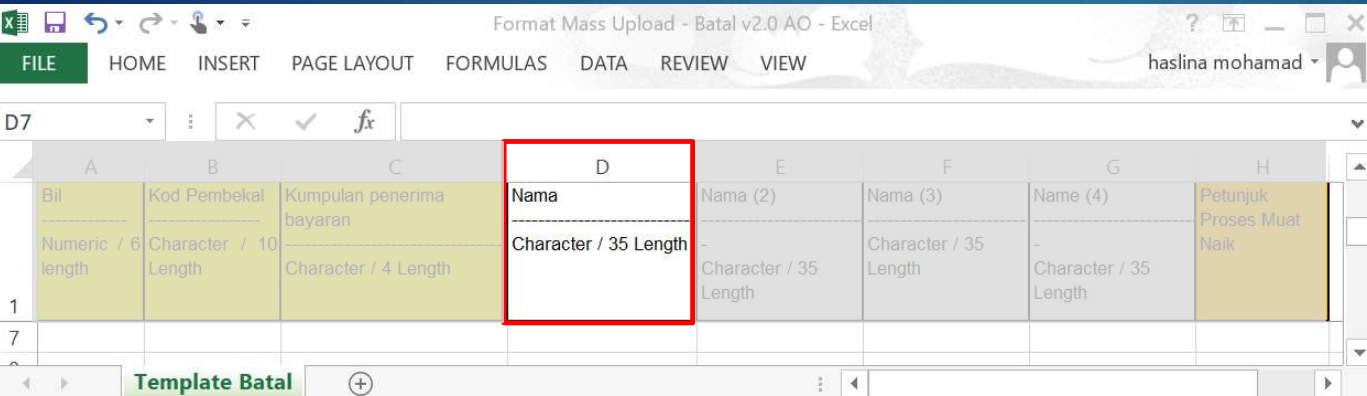 Format Mass Upload - Batal v2.0 AO - Excel
FILE HOME INSERT PAGE LAYOUT FORMULAS DATA REVIEW VIEW haslina mohamad
D7 fx
A B C D E F G H
Bil
-------------
Numeric / 6
length
Kod Pembekal
-----------------
Character / 10
Length
Kumpulan penerima
bayaran
---------------------------------
Character / 4 Length
Nama
---------------------------
Character / 35 Length
Nama (2)
-------------------------
-
Character / 35
Length
Nama (3)
-------------------------
Character / 35
Length
Name (4)
-------------------------
-
Character / 35
Length
Petunjuk
Proses Muat
Naik
1
7
Template Batal